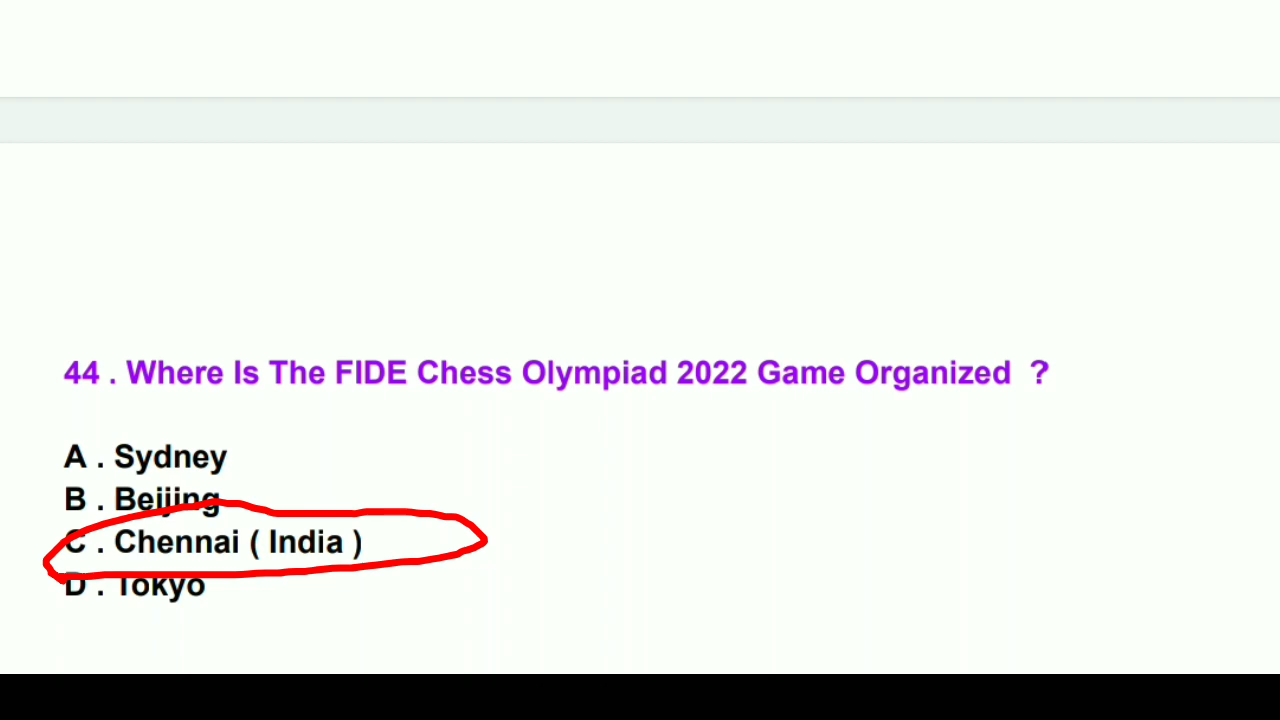 44 . Where Is The FIDE Chess Olympiad 2022 Game Organized ?
A . Sydney
B . Beijing
C . Chennai ( India )
D . Tokyo